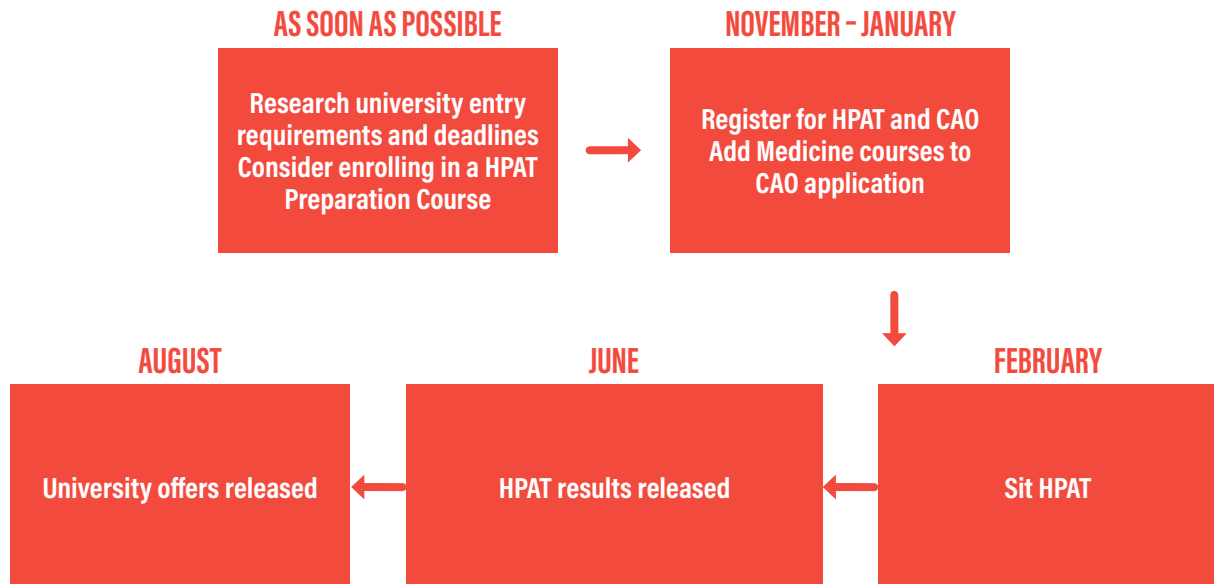 AS SOON AS POSSIBLE
Research university entry
requirements and deadlines
Consider enrolling in a HPAT
Preparation Course
NOVEMBER – JANUARY
Register for HPAT and CAO
Add Medicine courses to
CAO application
FEBRUARY
Sit HPAT
JUNE
HPAT results released
AUGUST
University offers released